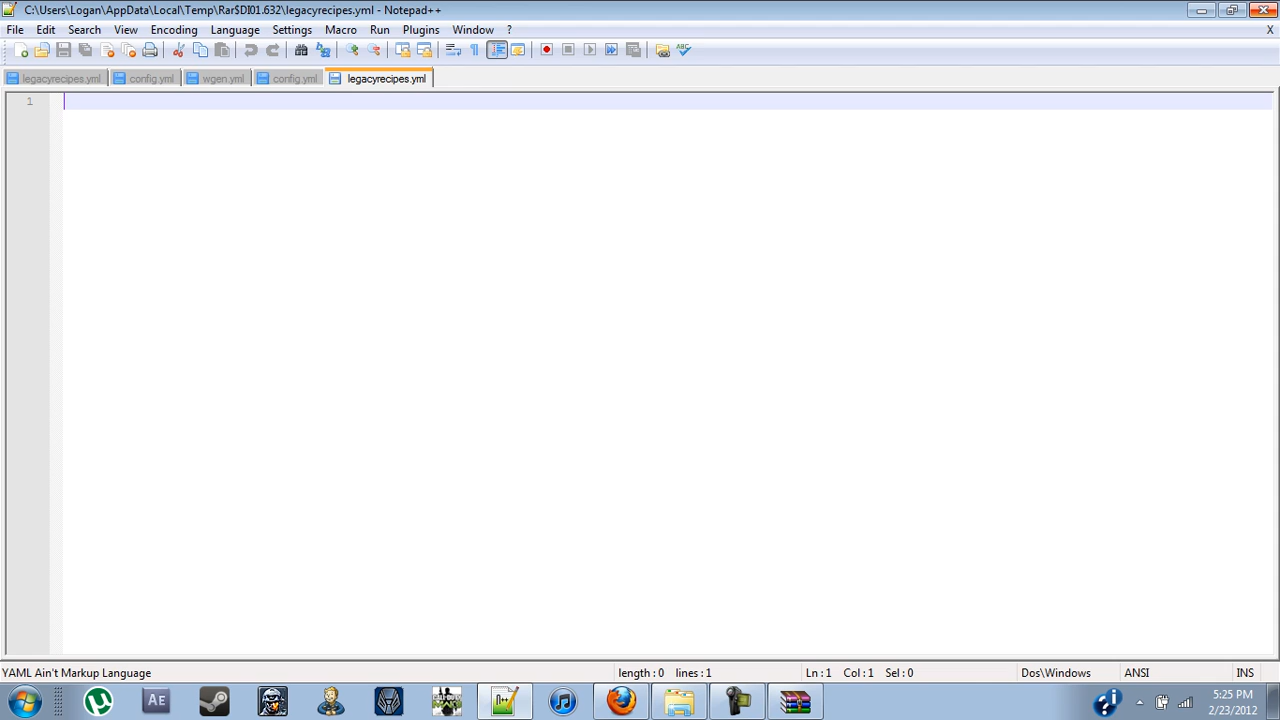 C:\Users\Logan\AppData\Local\Temp\Rar$DI01.632\legacyrecipes.yml - Notepad++
File Edit Search View Encoding Language Settings Macro Run Plugins Window ? X
legacyrecipes.yml config.yml wgen.yml config.yml legacyrecipes.yml
1
YAML Ain't Markup Language length : 0 lines : 1 Ln : 1 Col : 1 Sel : 0 Dos\Windows ANSI INS
5:25 PM
2/23/2012